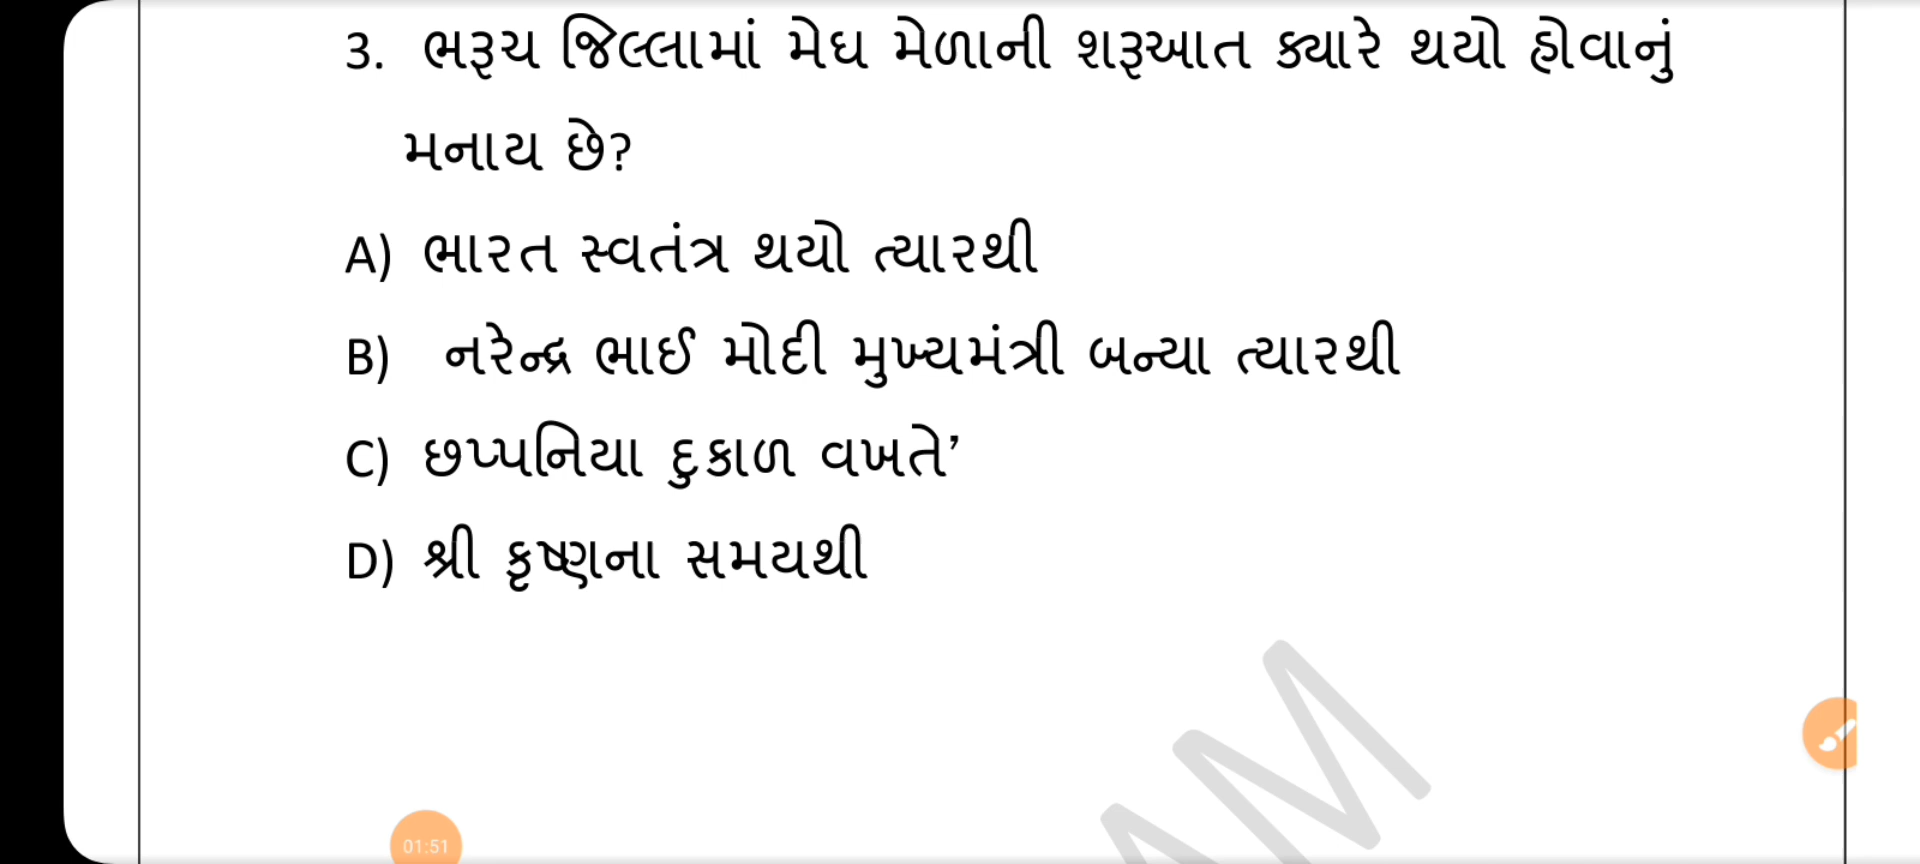 3. ભરૂચ જિલ્લામાં મેઘ મેળાની શરૂઆત ક્યારે થયો હોવાનું
મનાય છે?
A) ભારત સ્વતંત્ર થયો ત્યારથી
B) નરેન્દ્ર ભાઈ મોદી મુખ્યમંત્રી બન્યા ત્યારથી
C) છપ્પનિયા દુકાળ વખતે’
D) શ્રી કૃષ્ણના સમયથી
01:51